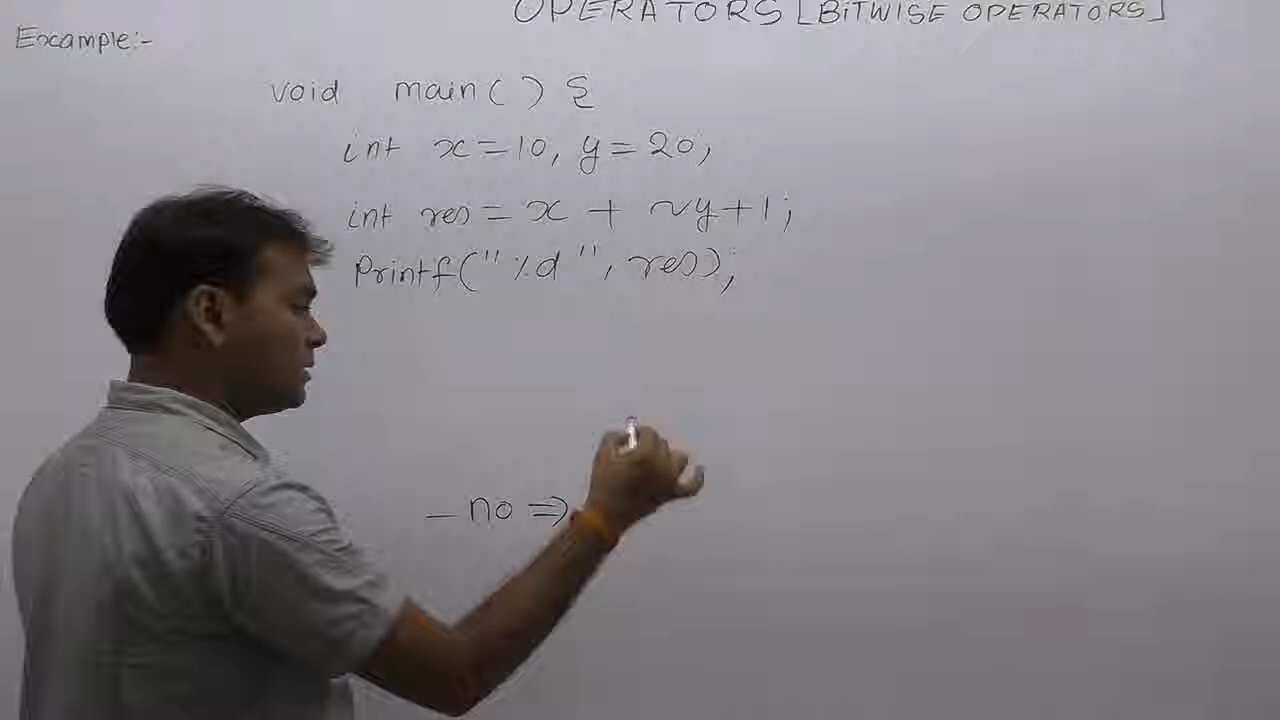 OPERATORS [BITWISE OPERATORS]
Example:-
void main() {
int x=10, y=20,
int res = x + ~y+1;
Printf("%d", res);
- no ⇒